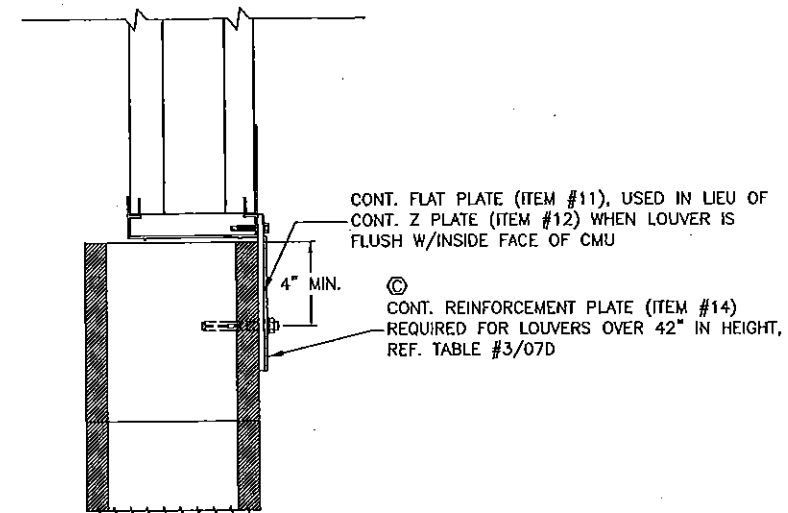 CONT. FLAT PLATE (ITEM #11), USED IN LIEU OF
CONT. Z PLATE (ITEM #12) WHEN LOUVER IS
FLUSH W/INSIDE FACE OF CMU
4" MIN.
C
CONT. REINFORCEMENT PLATE (ITEM #14)
REQUIRED FOR LOUVERS OVER 42" IN HEIGHT,
REF. TABLE #3/07D